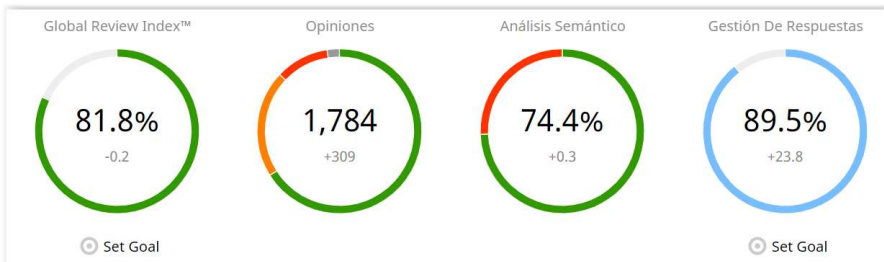 Global Review Index™
Opiniones
Análisis Semántico
Gestión De Respuestas
81.8%
1,784
74.4%
89.5%
-0.2
+309
+0.3
+23.8
Set Goal
Set Goal